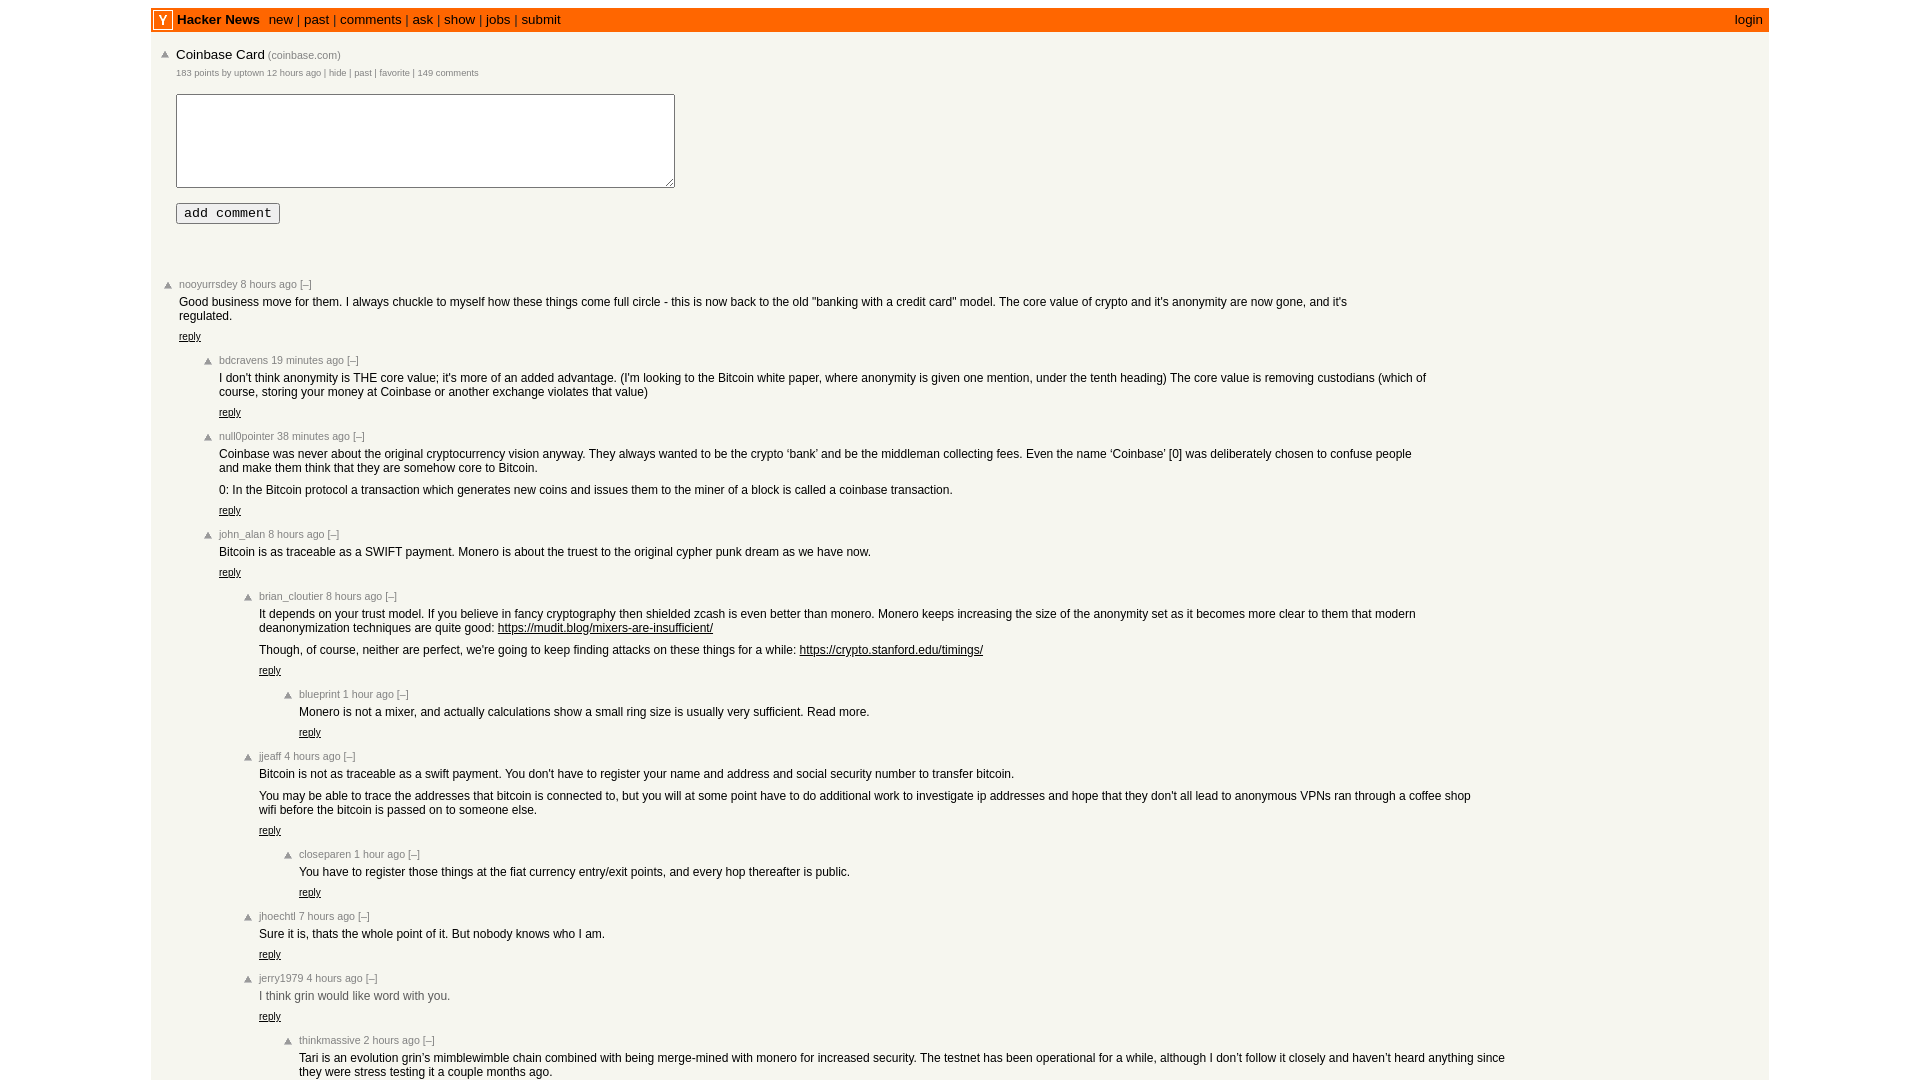 Y Hacker News new | past | comments | ask | show | jobs | submit login
Coinbase Card (coinbase.com)
183 points by uptown 12 hours ago | hide | past | favorite | 149 comments
add comment
nooyurrsdey 8 hours ago [–]
Good business move for them. I always chuckle to myself how these things come full circle - this is now back to the old "banking with a credit card" model. The core value of crypto and it's anonymity are now gone, and it's
regulated.
reply
bdcravens 19 minutes ago [–]
I don't think anonymity is THE core value; it's more of an added advantage. (I'm looking to the Bitcoin white paper, where anonymity is given one mention, under the tenth heading) The core value is removing custodians (which of
course, storing your money at Coinbase or another exchange violates that value)
reply
null0pointer 38 minutes ago [–]
Coinbase was never about the original cryptocurrency vision anyway. They always wanted to be the crypto ‘bank’ and be the middleman collecting fees. Even the name ‘Coinbase’ [0] was deliberately chosen to confuse people
and make them think that they are somehow core to Bitcoin.
0: In the Bitcoin protocol a transaction which generates new coins and issues them to the miner of a block is called a coinbase transaction.
reply
john_alan 8 hours ago [–]
Bitcoin is as traceable as a SWIFT payment. Monero is about the truest to the original cypher punk dream as we have now.
reply
brian_cloutier 8 hours ago [–]
It depends on your trust model. If you believe in fancy cryptography then shielded zcash is even better than monero. Monero keeps increasing the size of the anonymity set as it becomes more clear to them that modern
deanonymization techniques are quite good: https://mudit.blog/mixers-are-insufficient/
Though, of course, neither are perfect, we're going to keep finding attacks on these things for a while: https://crypto.stanford.edu/timings/
reply
blueprint 1 hour ago [–]
Monero is not a mixer, and actually calculations show a small ring size is usually very sufficient. Read more.
reply
jjeaff 4 hours ago [–]
Bitcoin is not as traceable as a swift payment. You don't have to register your name and address and social security number to transfer bitcoin.
You may be able to trace the addresses that bitcoin is connected to, but you will at some point have to do additional work to investigate ip addresses and hope that they don't all lead to anonymous VPNs ran through a coffee shop
wifi before the bitcoin is passed on to someone else.
reply
closeparen 1 hour ago [–]
You have to register those things at the fiat currency entry/exit points, and every hop thereafter is public.
reply
jhoechtl 7 hours ago [–]
Sure it is, thats the whole point of it. But nobody knows who I am.
reply
jerry1979 4 hours ago [–]
I think grin would like word with you.
reply
thinkmassive 2 hours ago [–]
Tari is an evolution grin’s mimblewimble chain combined with being merge-mined with monero for increased security. The testnet has been operational for a while, although I don’t follow it closely and haven’t heard anything since
they were stress testing it a couple months ago.